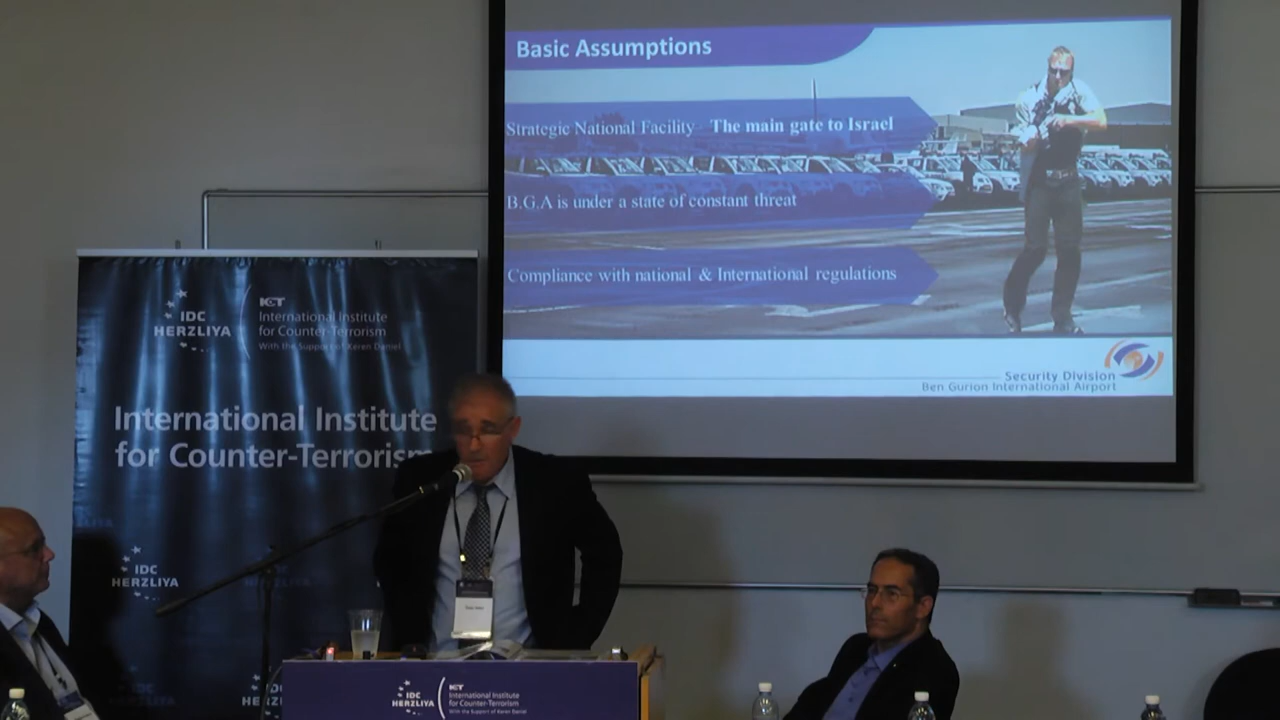 Basic Assumptions
Strategic National Facility - The main gate to Israel
B.G.A is under a state of constant threat
Compliance with national & International regulations
Security Division
Ben Gurion International Airport
IDC
HERZLIYA
ICT
International Institute
for Counter-Terrorism
With the Support of Keren Daniel
International Institute
for Counter-Terrorism
IDC
HERZLIYA
IDC
HERZLIYA
ICT
International Institute
for Counter-Terrorism
With the Support of Keren Daniel